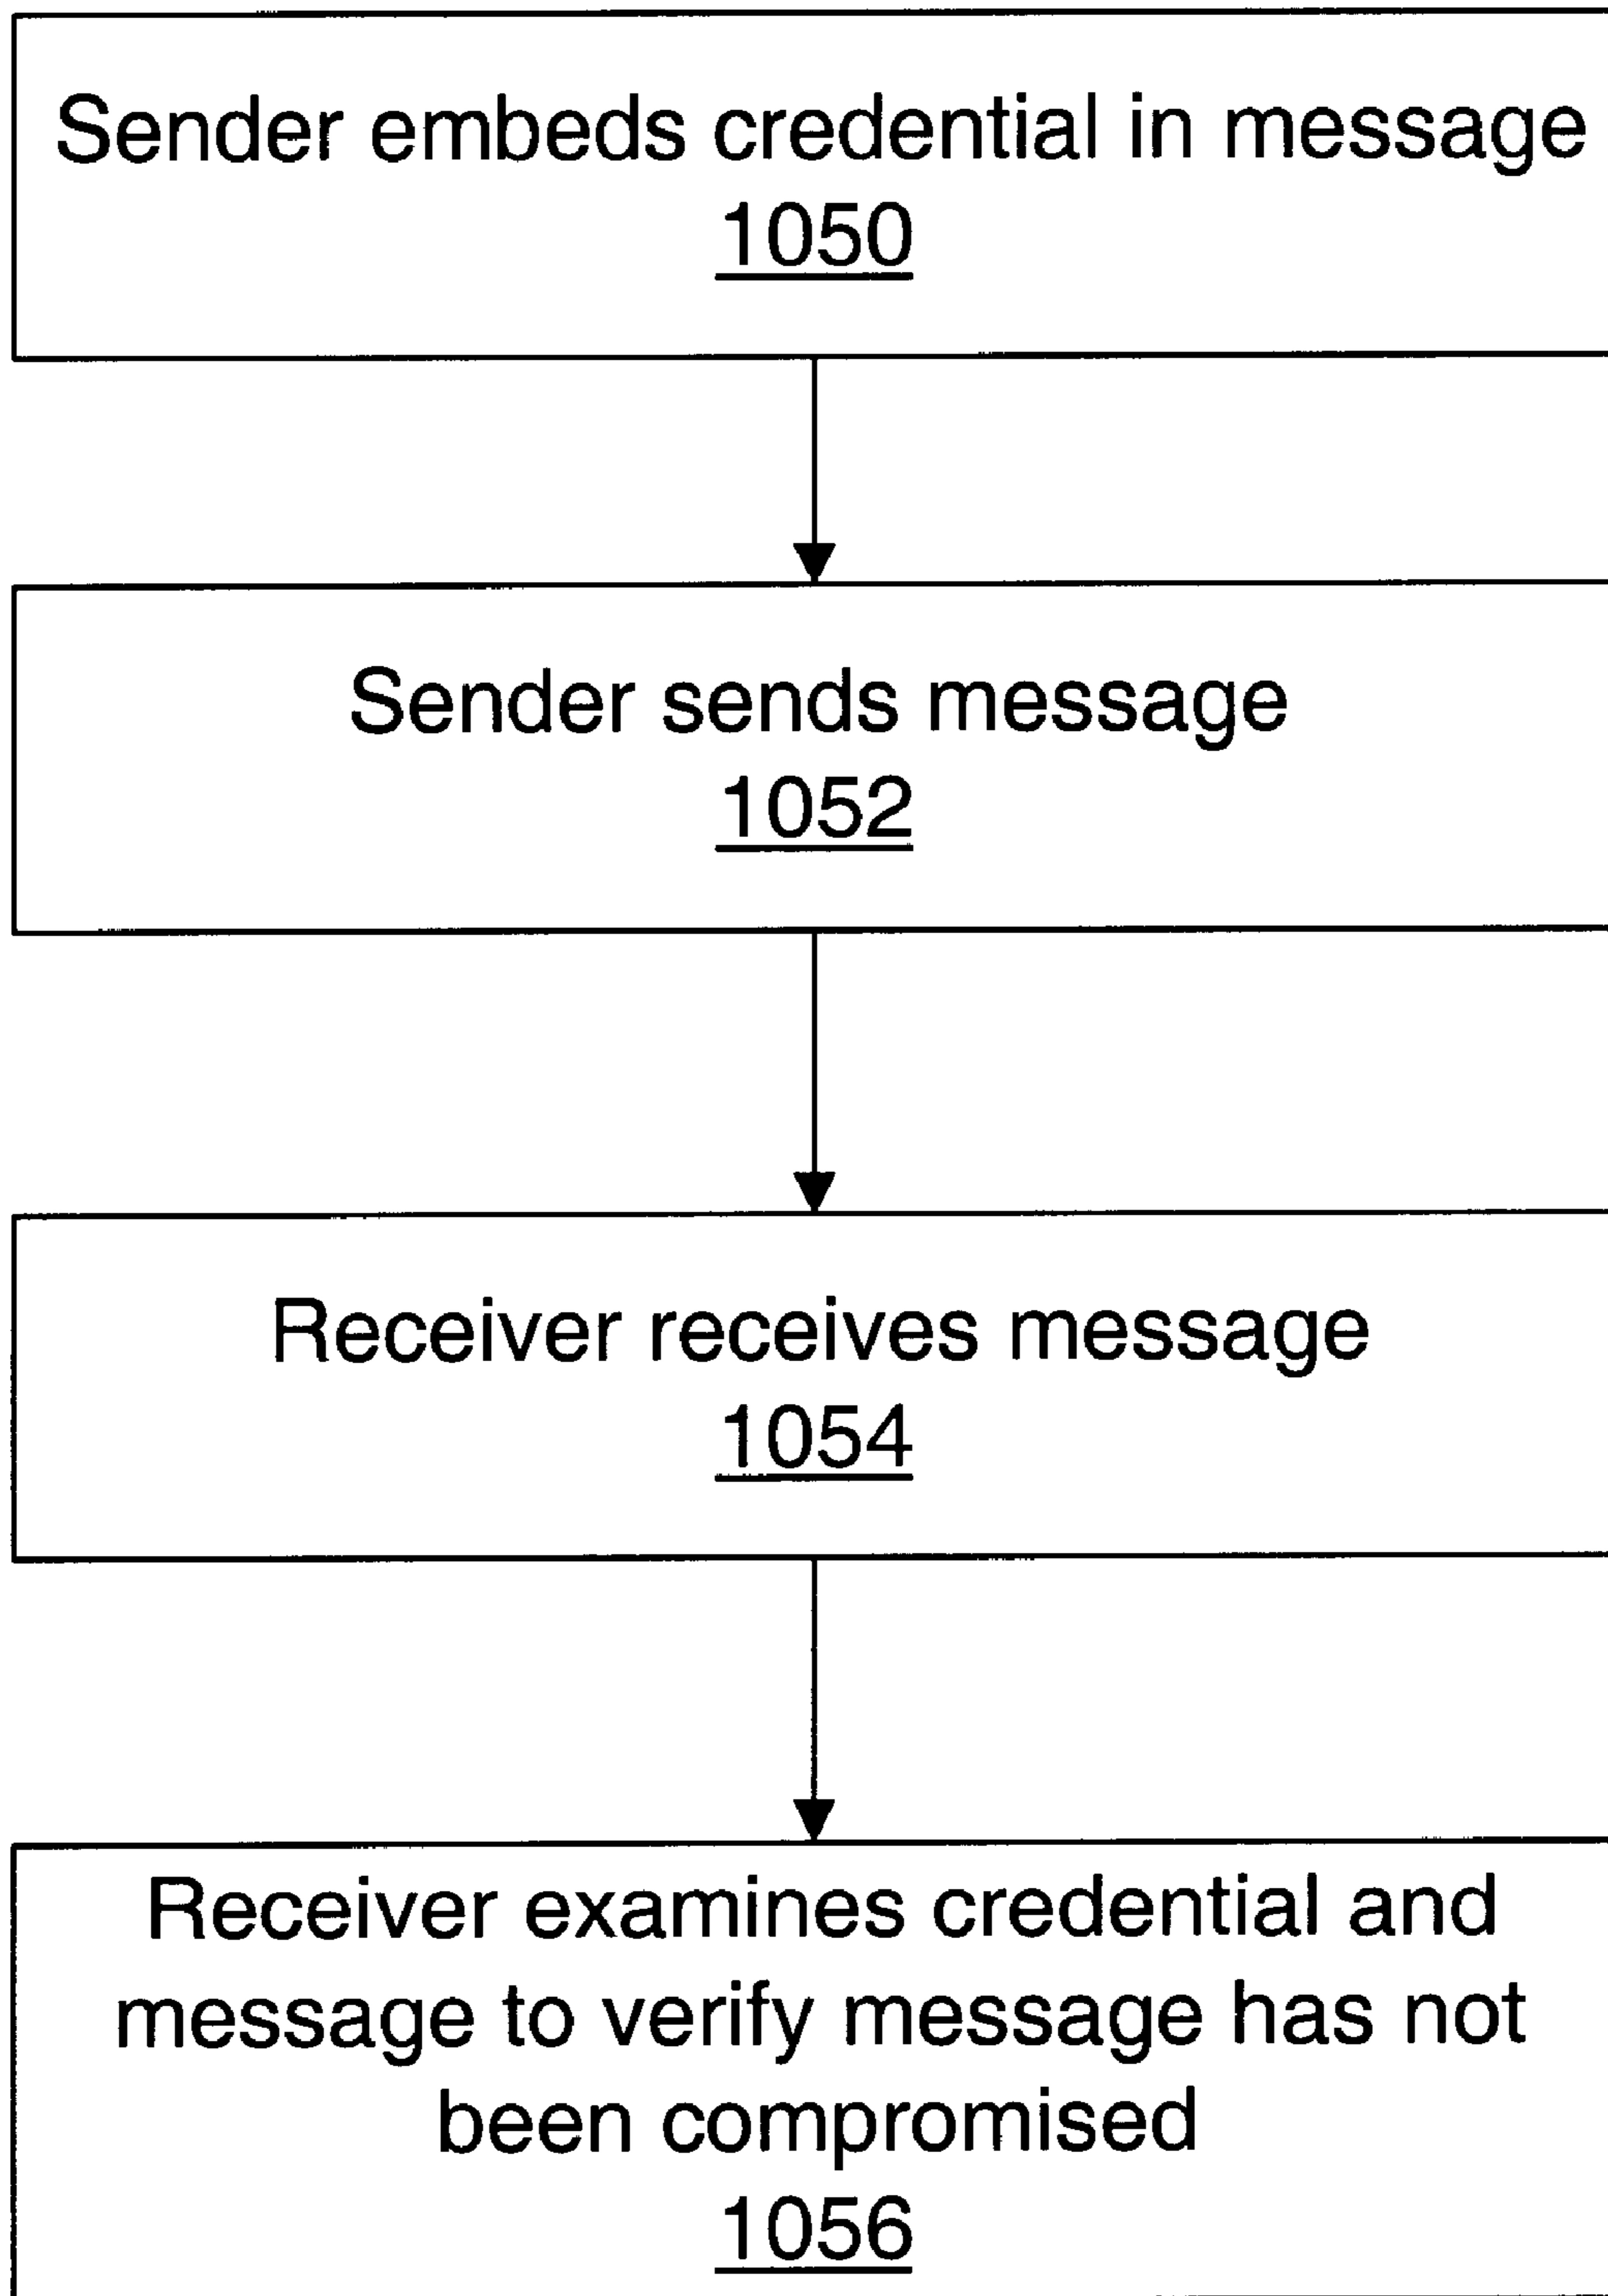 Sender embeds credential in message
1050
Sender sends message
1052
Receiver receives message
1054
Receiver examines credential and
message to verify message has not
been compromised
1056